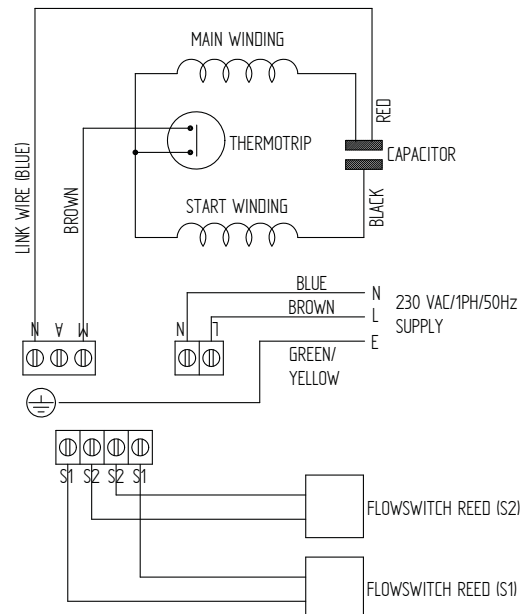 MAIN WINDING
RED
THERMOTRIP
CAPACITOR
LINK WIRE (BLUE)
BROWN
START WINDING
BLACK
BLUE
N
230 VAC/1PH/50Hz
BROWN
L
SUPPLY
N A M
N L
E
GREEN/
YELLOW
S1 S2 S2 S1
FLOWSWITCH REED (S2)
FLOWSWITCH REED (S1)